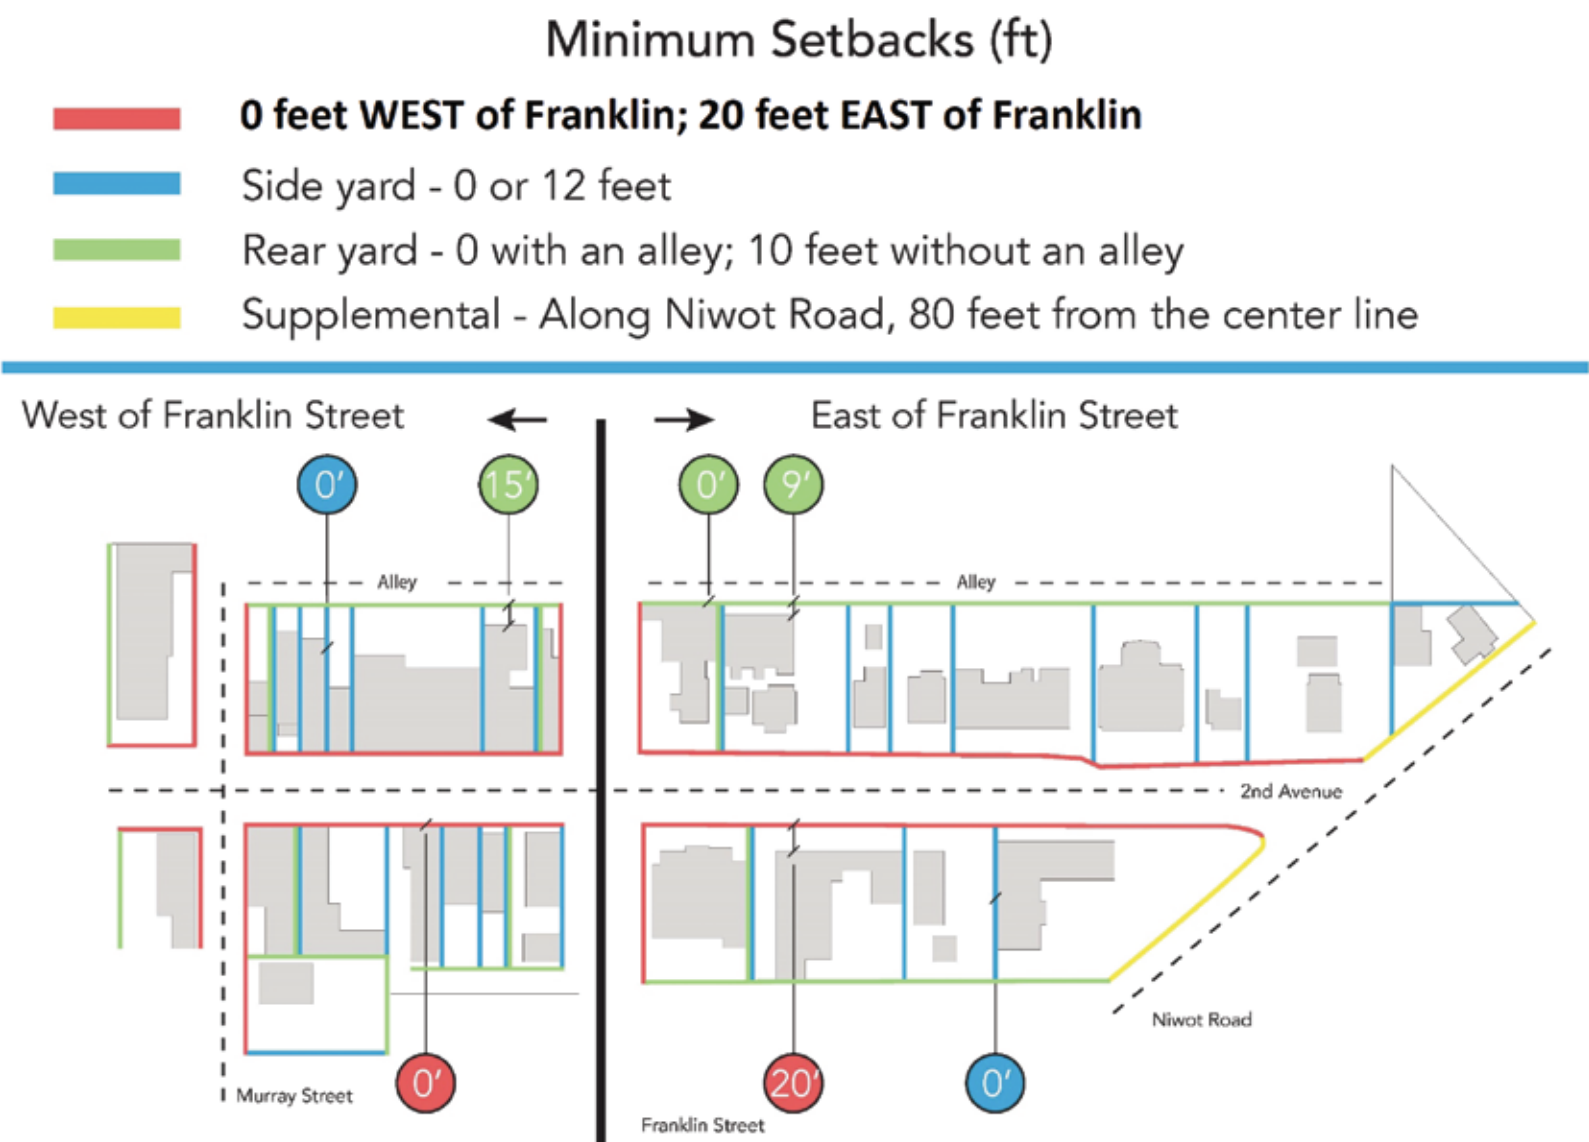 Minimum Setbacks (ft)
0 feet WEST of Franklin; 20 feet EAST of Franklin
Side yard - 0 or 12 feet
Rear yard - 0 with an alley; 10 feet without an alley
Supplemental - Along Niwot Road, 80 feet from the center line
West of Franklin Street
East of Franklin Street
0’
15’
0’
9’
Alley
Alley
2nd Avenue
Niwot Road
0’
20’
0’
Murray Street
Franklin Street